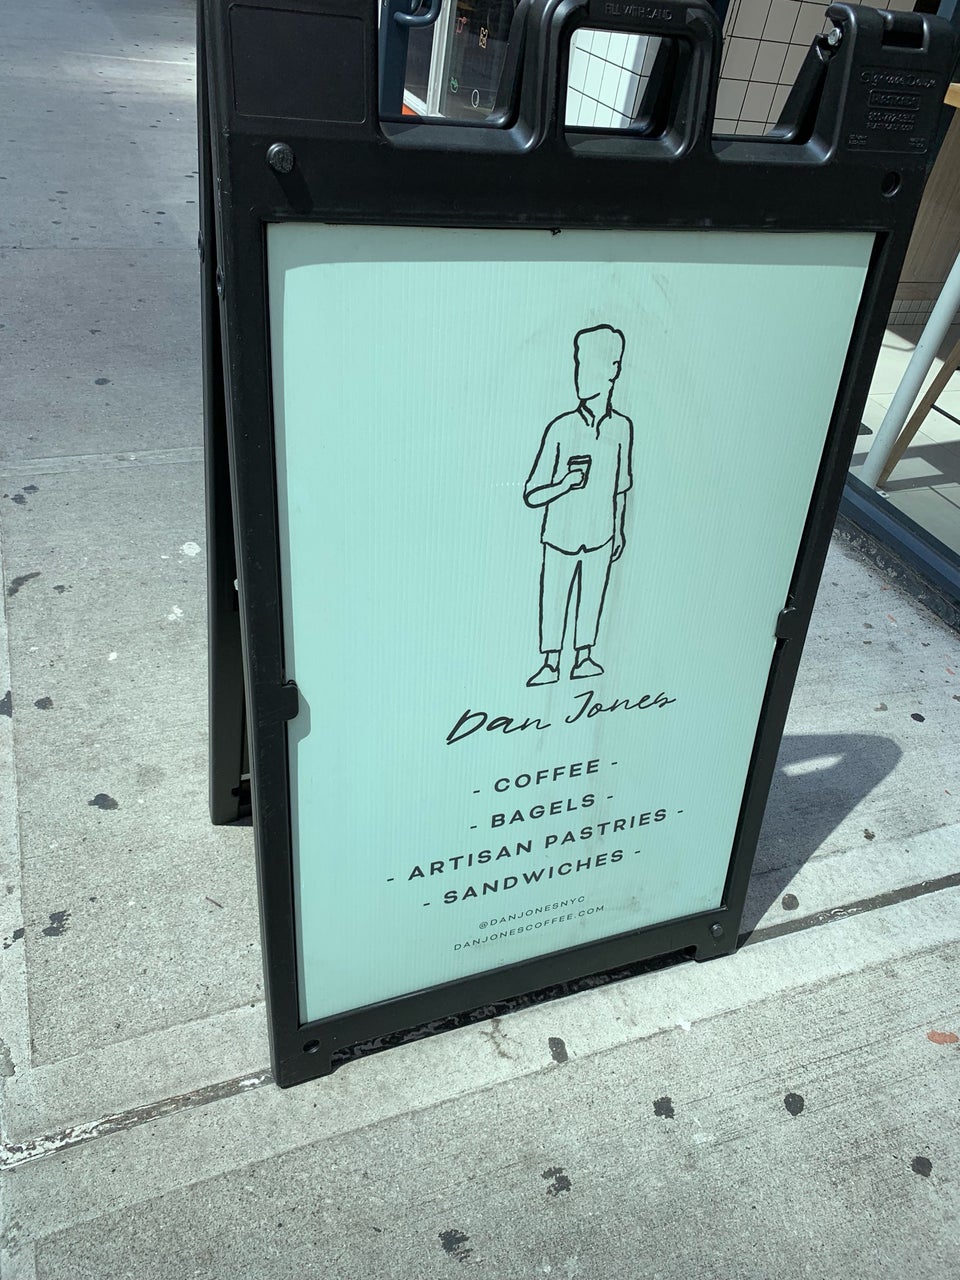 FILL WITH SAND
Dan Jones
- COFFEE -
- BAGELS -
- ARTISAN PASTRIES -
- SANDWICHES -
@DANJONESNYC
DANJONESCOFFEE.COM